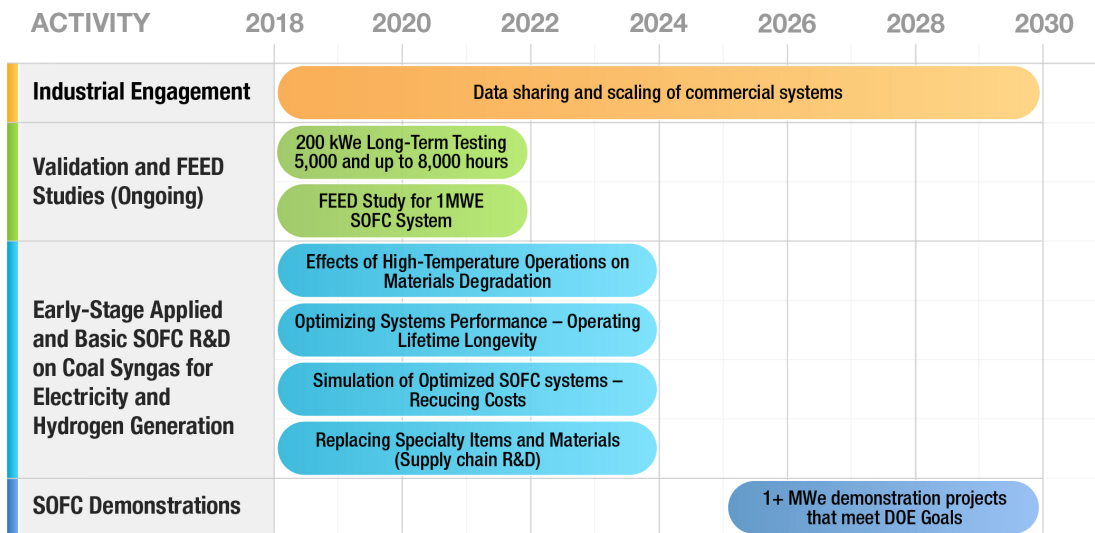 ACTIVITY 2018 2020 2022 2024 2026 2028 2030
Industrial Engagement
Data sharing and scaling of commercial systems
Validation and FEED
Studies (Ongoing)
200 kWe Long-Term Testing
5,000 and up to 8,000 hours
FEED Study for 1MWE
SOFC System
Early-Stage Applied
and Basic SOFC R&D
on Coal Syngas for
Electricity and
Hydrogen Generation
Effects of High-Temperature Operations on
Materials Degradation
Optimizing Systems Performance – Operating
Lifetime Longevity
Simulation of Optimized SOFC systems –
Recucing Costs
Replacing Specialty Items and Materials
(Supply chain R&D)
SOFC Demonstrations
1+ MWe demonstration projects
that meet DOE Goals